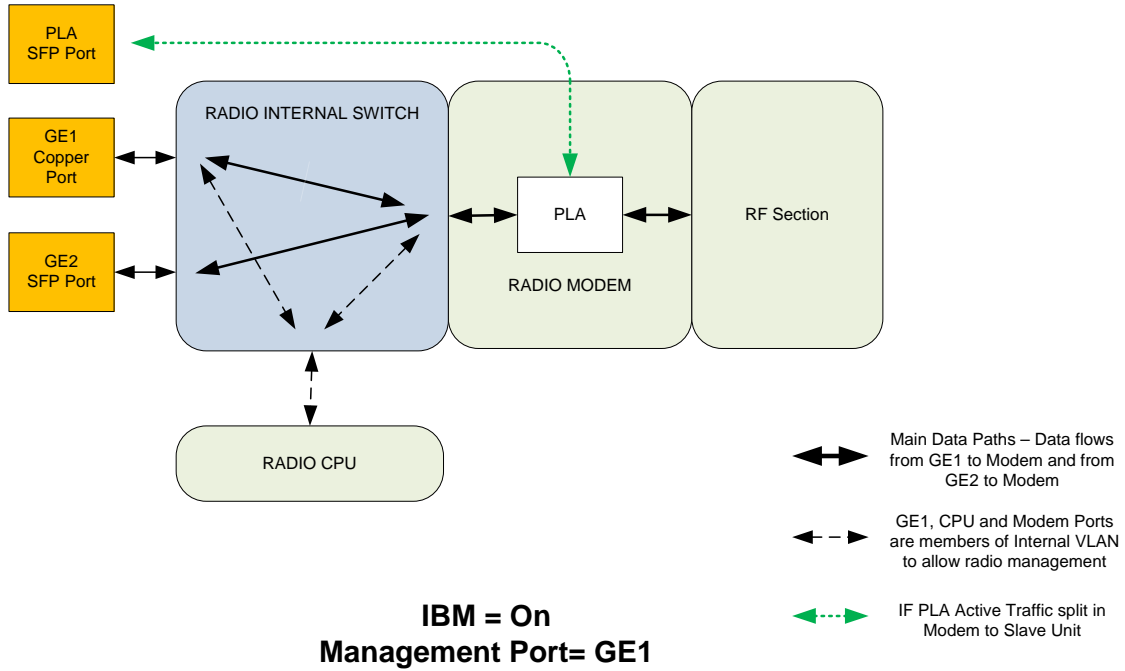 PLA
SFP Port
RADIO INTERNAL SWITCH
GE1
Copper
Port
PLA
RF Section
GE2
SFP Port
RADIO MODEM
RADIO CPU
Main Data Paths – Data flows
from GE1 to Modem and from
GE2 to Modem
GE1, CPU and Modem Ports
are members of Internal VLAN
to allow radio management
IF PLA Active Traffic split in
Modem to Slave Unit
IBM = On
Management Port= GE1